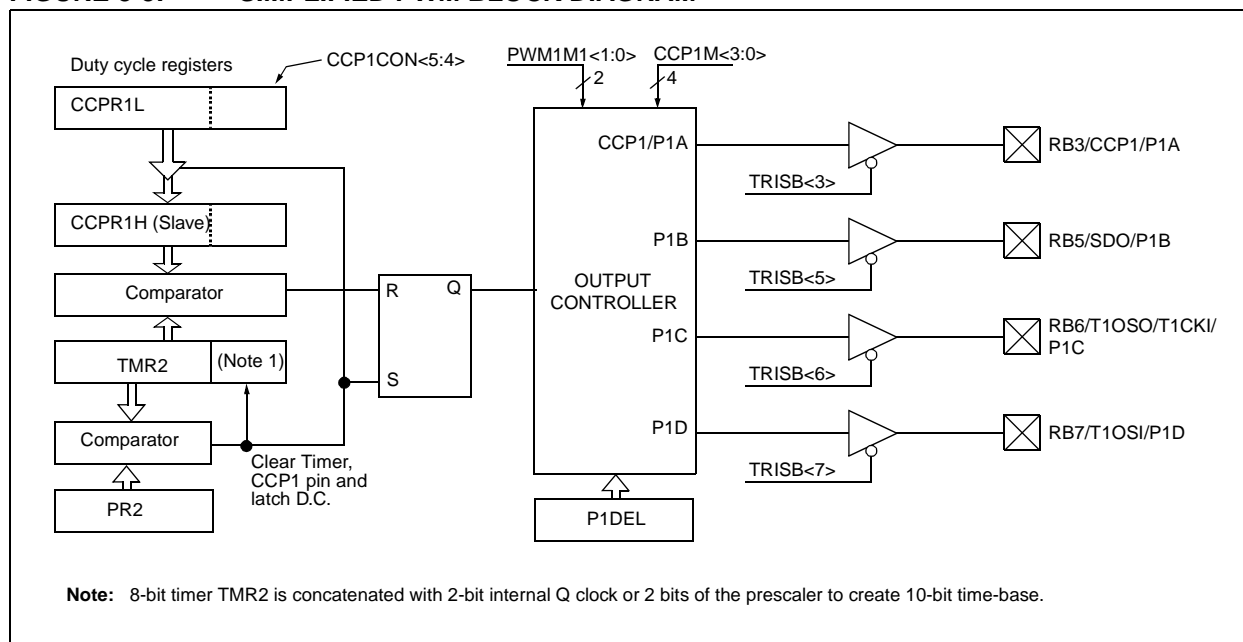 Duty cycle registers
CCP1CON<5:4>
CCPR1L
CCPR1H (Slave)
Comparator
TMR2
(Note 1)
Comparator
PR2
Clear Timer,
CCP1 pin and
latch D.C.
R
Q
S
PWM1M1<1:0>
2
CCP1M<3:0>
4
OUTPUT
CONTROLLER
CCP1/P1A
P1B
P1C
P1D
P1DEL
TRISB<3>
RB3/CCP1/P1A
TRISB<5>
RB5/SDO/P1B
TRISB<6>
RB6/T1OSO/T1CKI/
P1C
TRISB<7>
RB7/T1OSI/P1D
Note: 8-bit timer TMR2 is concatenated with 2-bit internal Q clock or 2 bits of the prescaler to create 10-bit time-base.